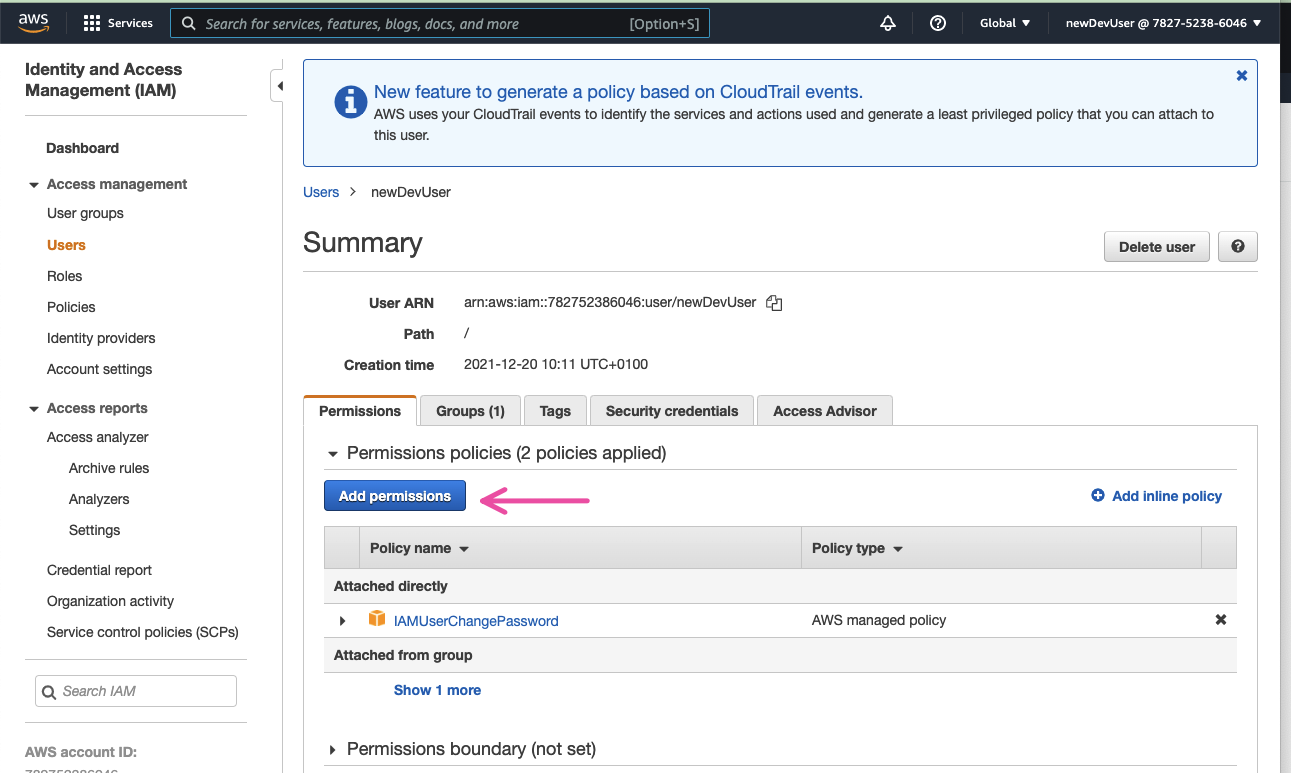 aws
Services
Search for services, features, blogs, docs, and more
[Option+S]
Global
newDevUser @ 7827-5238-6046
Identity and Access
Management (IAM)
Dashboard
Access management
User groups
Users
Roles
Policies
Identity providers
Account settings
Access reports
Access analyzer
Archive rules
Analyzers
Settings
Credential report
Organization activity
Service control policies (SCPs)
Search IAM
AWS account ID:
New feature to generate a policy based on CloudTrail events.
AWS uses your CloudTrail events to identify the services and actions used and generate a least privileged policy that you can attach to
this user.
Users > newDevUser
Summary
Delete user
User ARN
arn:aws:iam::782752386046:user/newDevUser
Path
/
Creation time
2021-12-20 10:11 UTC+0100
Permissions
Groups (1)
Tags
Security credentials
Access Advisor
Permissions policies (2 policies applied)
Add permissions
Add inline policy
Policy name
Policy type
Attached directly
IAMUserChangePassword
AWS managed policy
Attached from group
Show 1 more
Permissions boundary (not set)